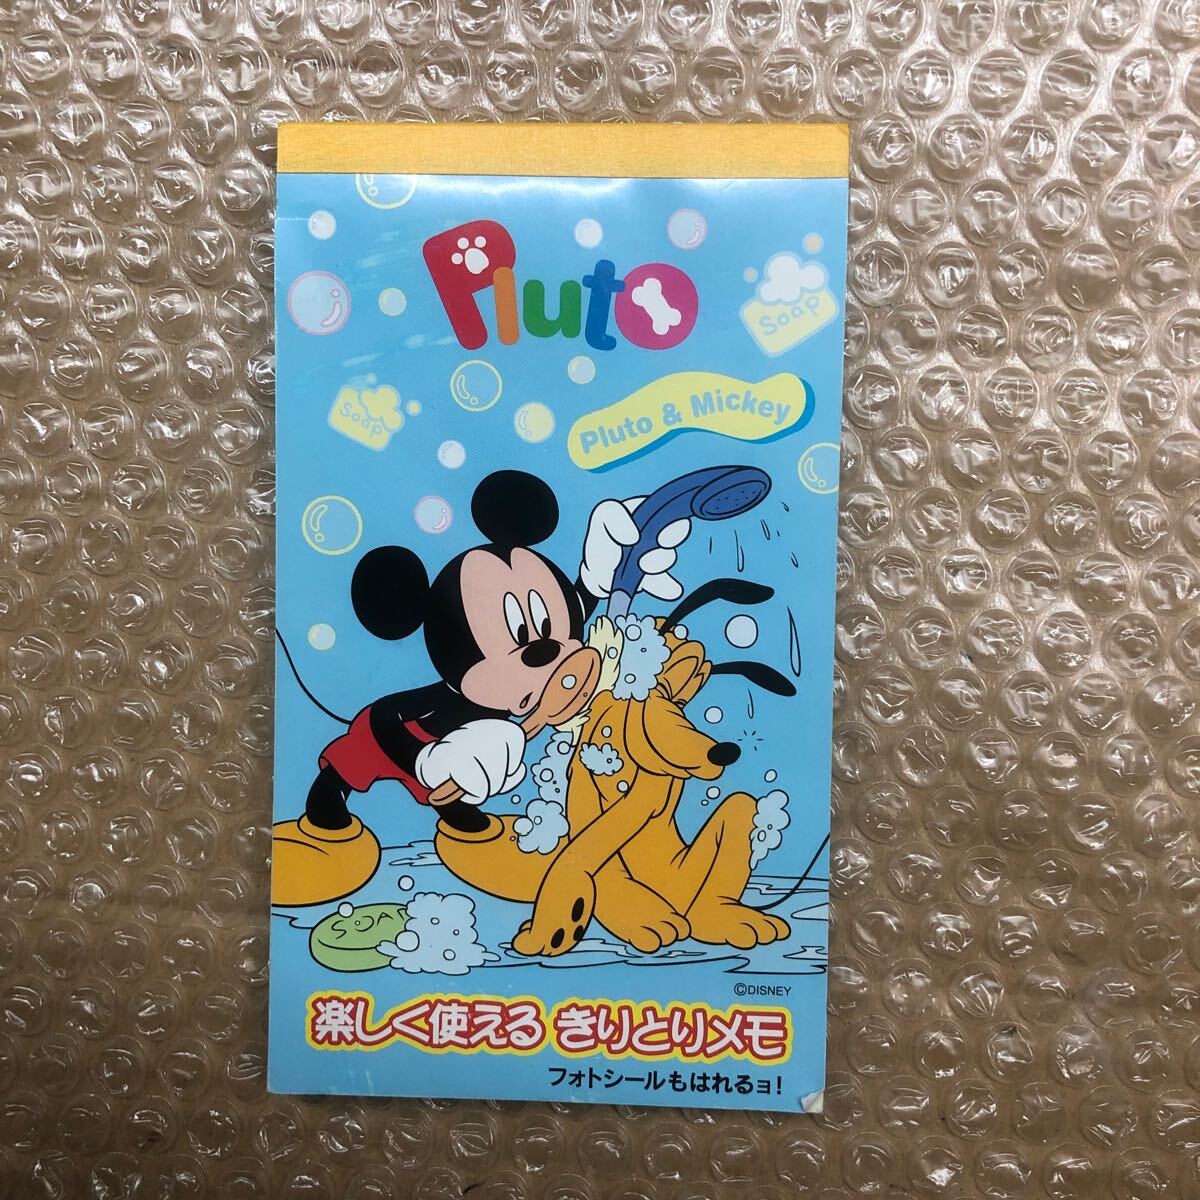 Pluto
Soap
Pluto & Mickey
Soap
SOAP
©DISNEY
楽しく使える きりとりメモ
フォトシールもはれるョ!